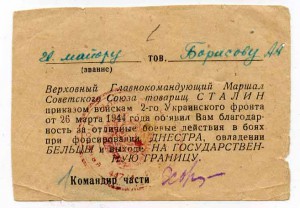 гв. майору тов. Борисову АН
(звание)
Верховный Главнокомандующий Маршал
Советского Союза товарищ СТАЛИН
приказом войскам 2-го Украинского фронта
от 26 марта 1944 года объявил Вам благодар-
ность за отличные боевые действия в боях
при форсировании ДНЕСТРА, овладении
БЕЛЬЦЫ и выходе НА ГОСУДАРСТВЕН-
НУЮ ГРАНИЦУ.
Командир части